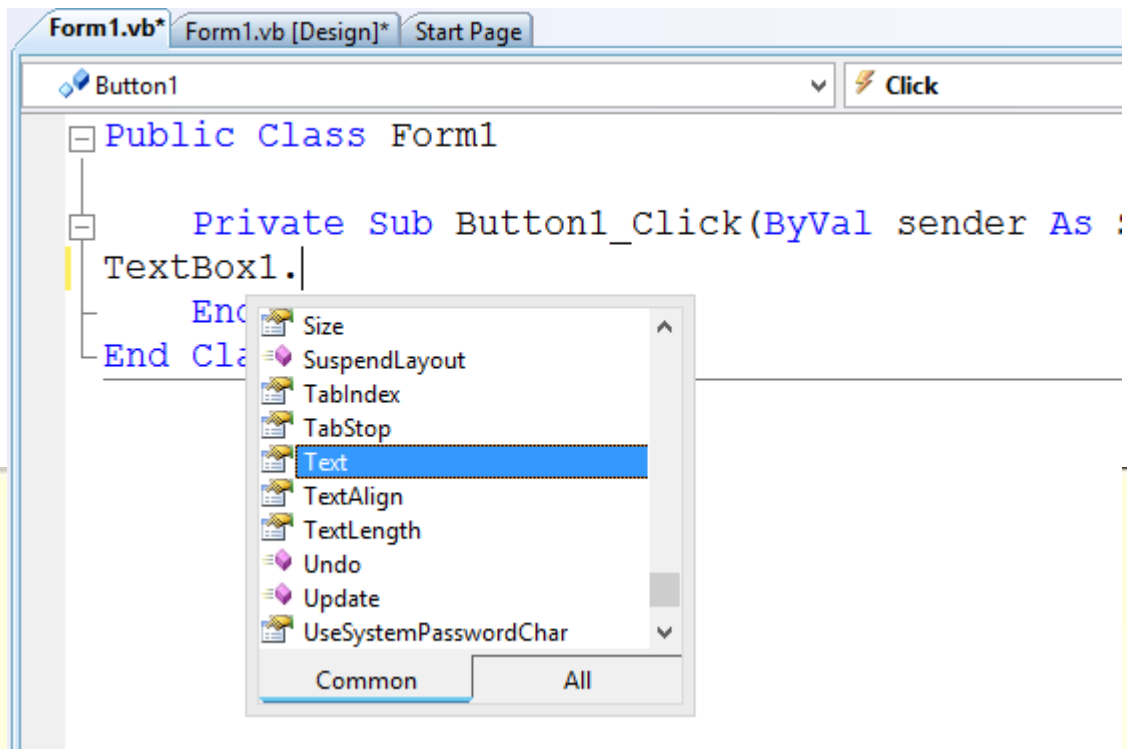 Form1.vb* Form1.vb [Design]* Start Page
Button1 Click
Public Class Form1
Private Sub Button1_Click(ByVal sender As
TextBox1.
End
End Cla
Size
SuspendLayout
TabIndex
TabStop
Text
TextAlign
TextLength
Undo
Update
UseSystemPasswordChar
Common All